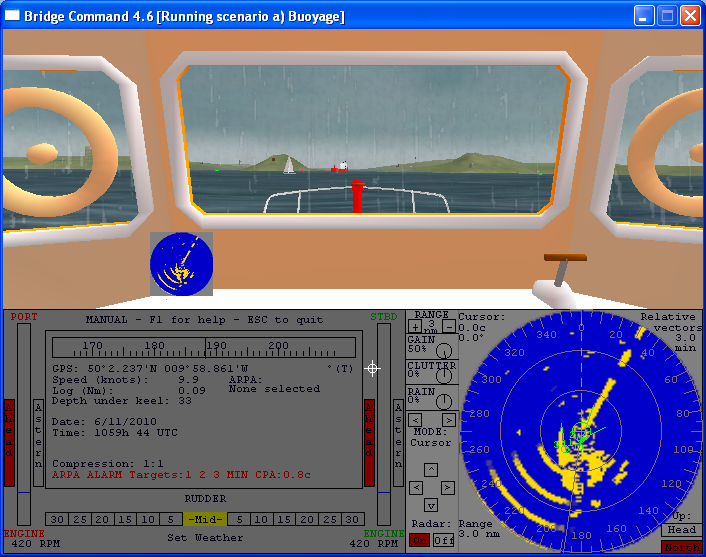 Bridge Command 4.6 [Running scenario a) Buoyage]
PORT
MANUAL - F1 for help - ESC to quit
STBD
170 180 190 200
GPS: 50°2.237'N 009°58.861'W °(T)
Speed (knots): 9.9 ARPA:
Log (Nm): 0.09 None selected
Depth under keel: 33
Date: 6/11/2010
Time: 1059h 44 UTC
Compression: 1:1
ARPA ALARM Targets:1 2 3 MIN CPA:0.8c
Ahead
Astern
Astern
Ahead
RUDDER
30 25 20 15 10 5 -Mid- 5 10 15 20 25 30
ENGINE
420 RPM
Set Weather
ENGINE
420 RPM
RANGE
+ 3 nm -
GAIN
50%
CLUTTER
0%
RAIN
0%
< >
MODE:
Cursor
^
< >
Radar:
On Off
Cursor:
0.0c
0.0°
Relative
vectors
3.0
min
340 0 20
320 40
300 60
280 80
260 100
240 120
220 140
200 180 160
Range
3.0 nm
Up:
Head
North